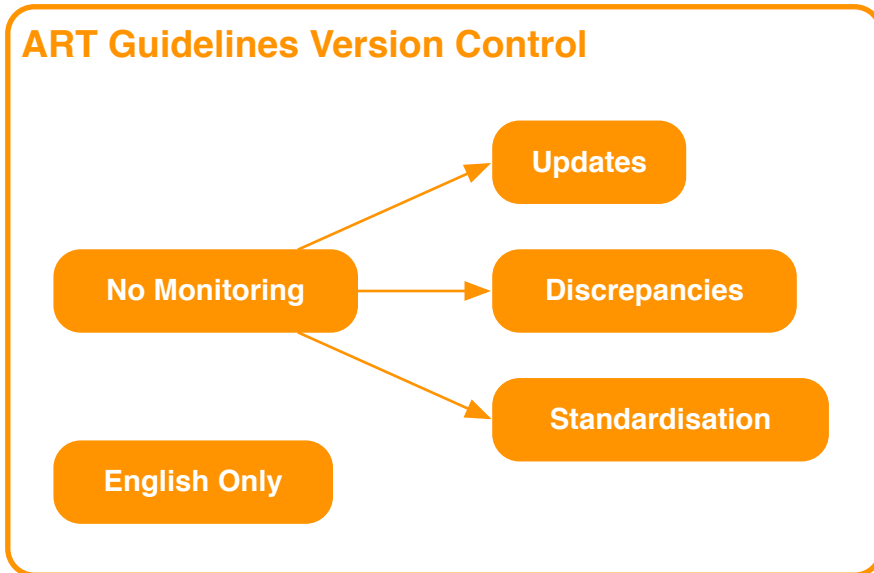 ART Guidelines Version Control
Updates
No Monitoring
Discrepancies
Standardisation
English Only